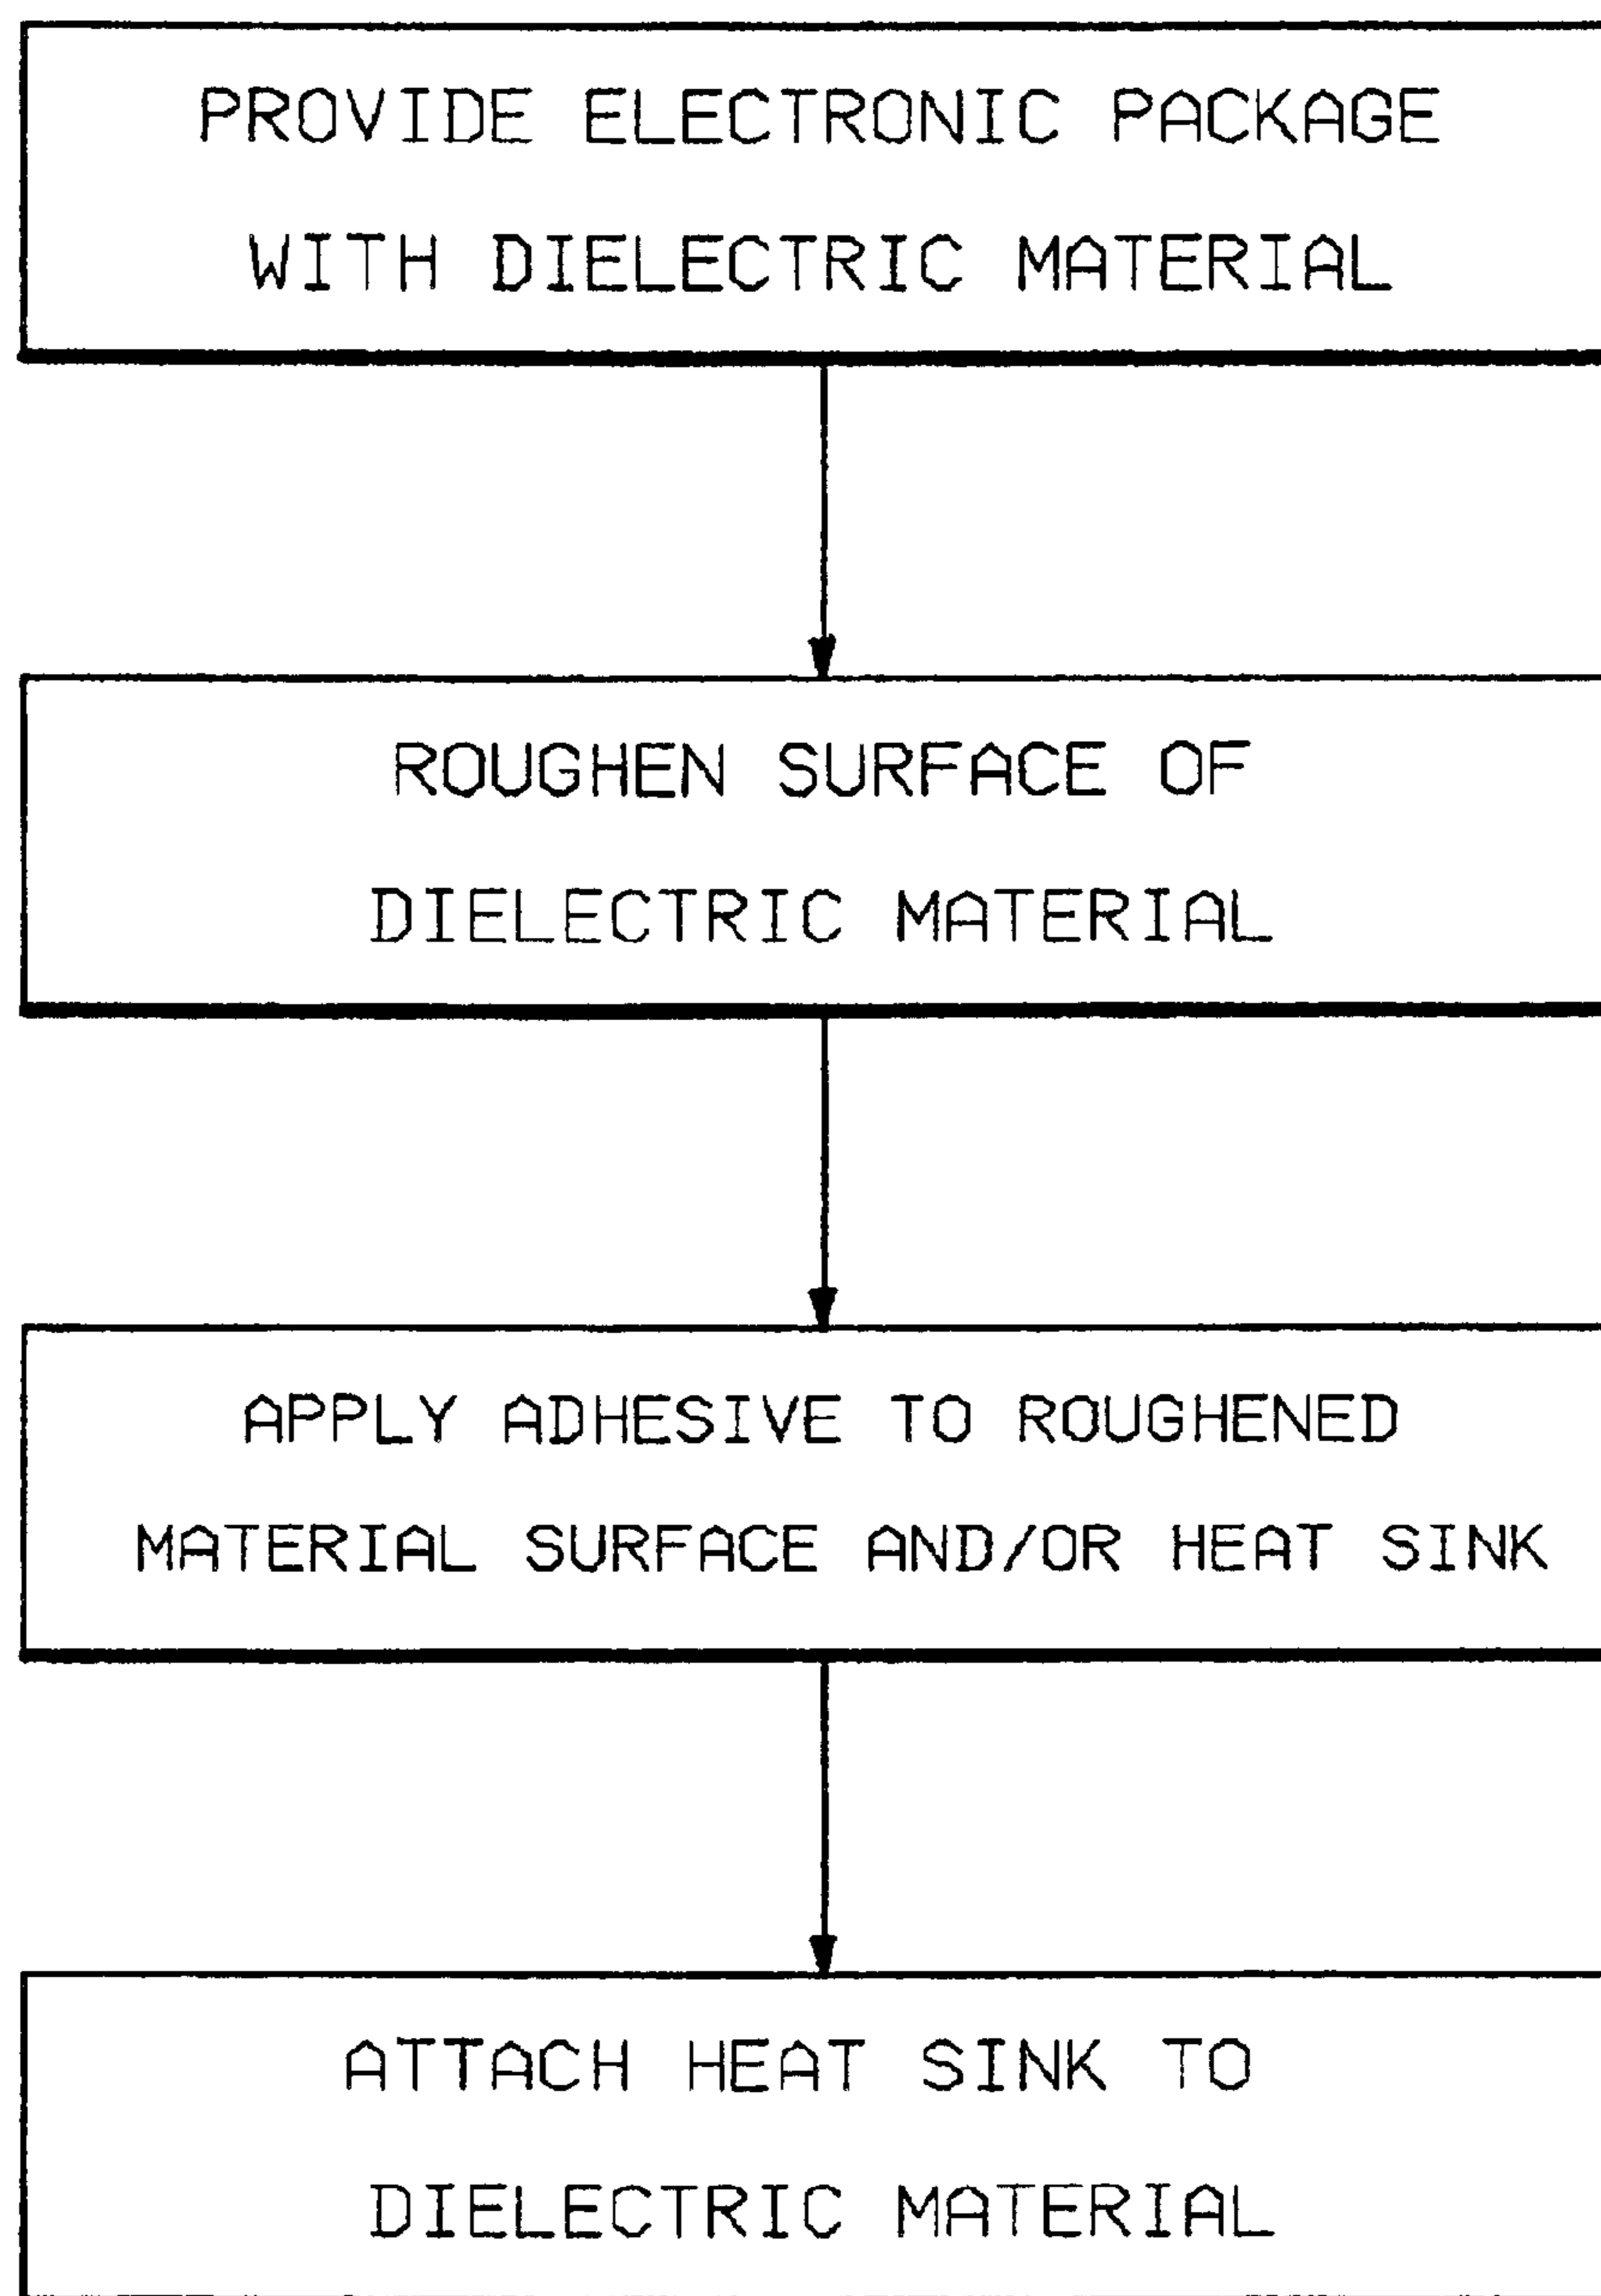 PROVIDE ELECTRONIC PACKAGE
WITH DIELECTRIC MATERIAL
ROUGHEN SURFACE OF
DIELECTRIC MATERIAL
APPLY ADHESIVE TO ROUGHENED
MATERIAL SURFACE AND/OR HEAT SINK
ATTACH HEAT SINK TO
DIELECTRIC MATERIAL